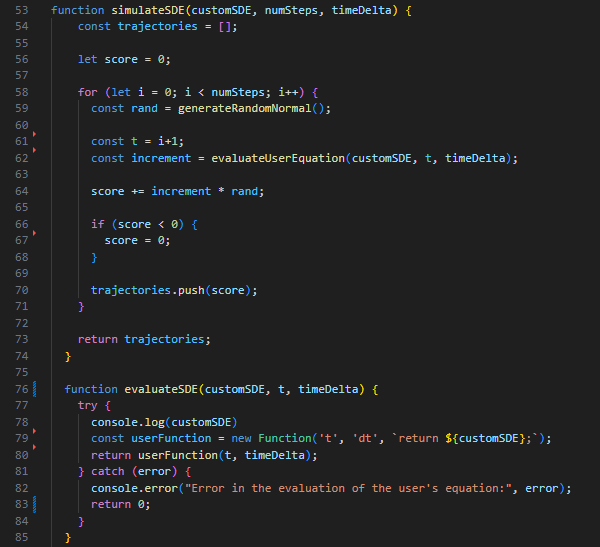 53 function simulateSDE(customSDE, numSteps, timeDelta) {
54 const trajectories = [];
55
56 let score = 0;
57
58 for (let i = 0; i < numSteps; i++) {
59 const rand = generateRandomNormal();
60
61 const t = i+1;
62 const increment = evaluateUserEquation(customSDE, t, timeDelta);
63
64 score += increment * rand;
65
66 if (score < 0) {
67 score = 0;
68 }
69
70 trajectories.push(score);
71 }
72
73 return trajectories;
74 }
75
76 function evaluateSDE(customSDE, t, timeDelta) {
77 try {
78 console.log(customSDE)
79 const userFunction = new Function('t', 'dt', `return ${customSDE};`);
80 return userFunction(t, timeDelta);
81 } catch (error) {
82 console.error("Error in the evaluation of the user's equation:", error);
83 return 0;
84 }
85 }